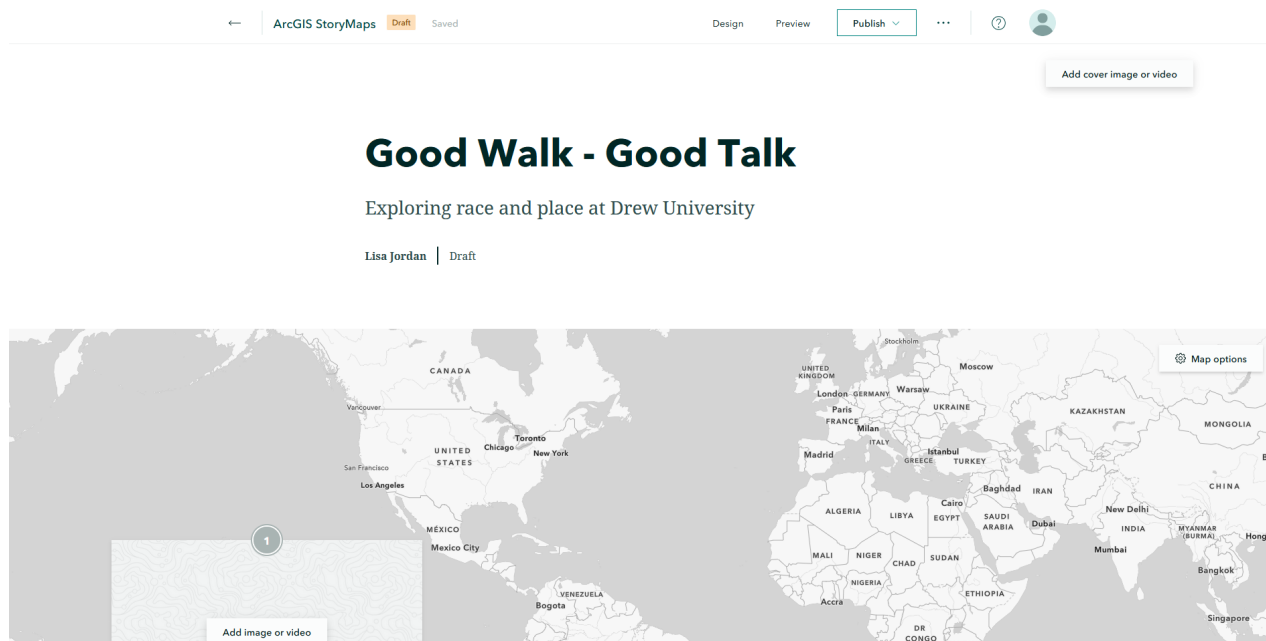 ← ArcGIS StoryMaps Draft Saved Design Preview Publish ··· ?
Add cover image or video
Good Walk - Good Talk
Exploring race and place at Drew University
Lisa Jordan | Draft
Stockholm
Map options
CANADA
UNITED KINGDOM
Moscow
London GERMANY Warsaw
Vancouver
Paris
UKRAINE
KAZAKHSTAN
FRANCE
Milan
MONGOLIA
Toronto
ITALY
Chicago
New York
UNITED STATES
Madrid
Istanbul
GREECE
TURKEY
San Francisco
Los Angeles
Baghdad
IRAN
CHINA
Cairo
ALGERIA
LIBYA
EGYPT
SAUDI ARABIA
Dubai
New Delhi
MÉXICO
INDIA
MYANMAR (BURMA)
Hong
1
Mexico City
Mumbai
MALI
NIGER
CHAD
SUDAN
Bangkok
NIGERIA
VENEZUELA
ETHIOPIA
Bogota
Accra
Singapore
Add image or video
DR CONGO